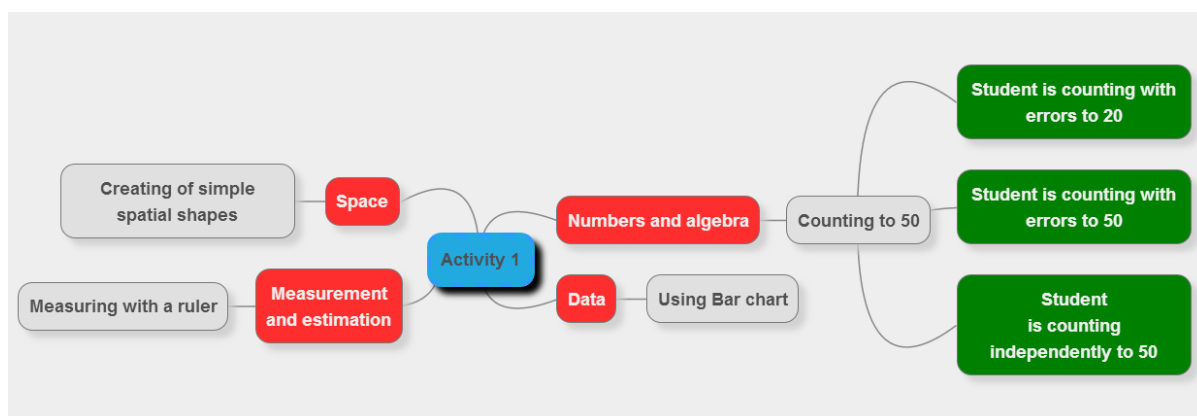 Creating of simple
spatial shapes
Space
Measuring with a ruler
Measurement
and estimation
Activity 1
Numbers and algebra
Counting to 50
Data
Using Bar chart
Student is counting with
errors to 20
Student is counting with
errors to 50
Student
is counting
independently to 50